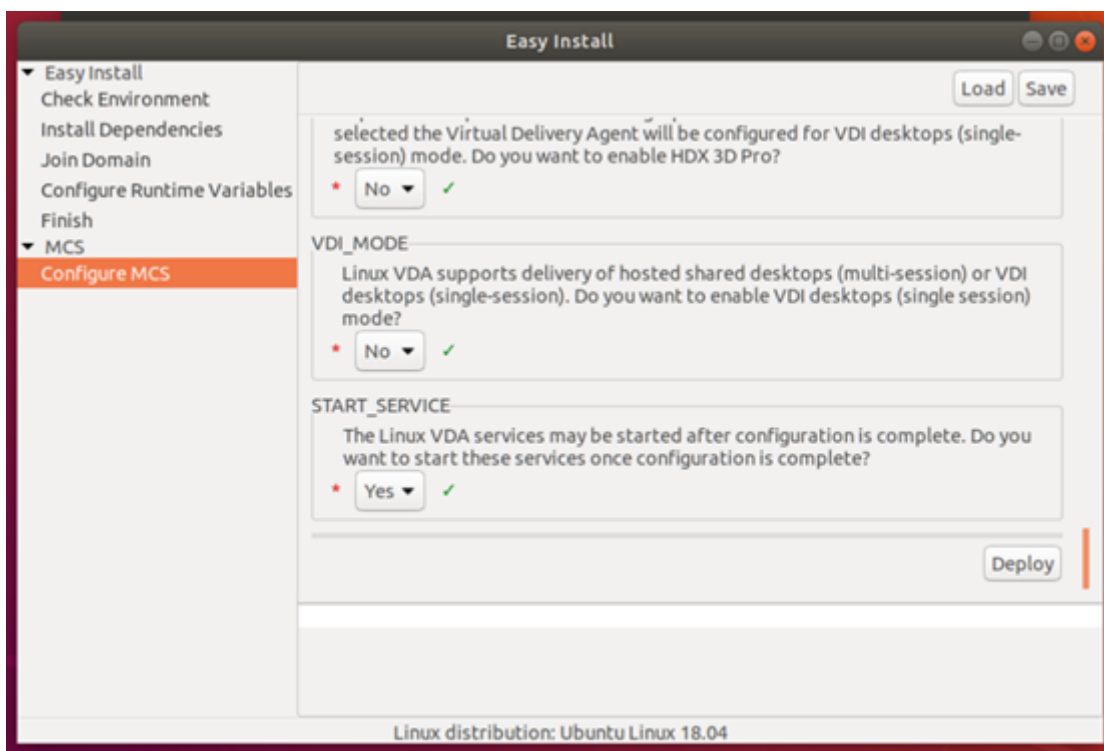 Easy Install
Easy Install
Check Environment
Install Dependencies
Join Domain
Configure Runtime Variables
Finish
MCS
Configure MCS
Load Save
selected the Virtual Delivery Agent will be configured for VDI desktops (single-
session) mode. Do you want to enable HDX 3D Pro?
* No ▼ ✓
VDI_MODE
Linux VDA supports delivery of hosted shared desktops (multi-session) or VDI
desktops (single-session). Do you want to enable VDI desktops (single session)
mode?
* No ▼ ✓
START_SERVICE
The Linux VDA services may be started after configuration is complete. Do you
want to start these services once configuration is complete?
* Yes ▼ ✓
Deploy
Linux distribution: Ubuntu Linux 18.04